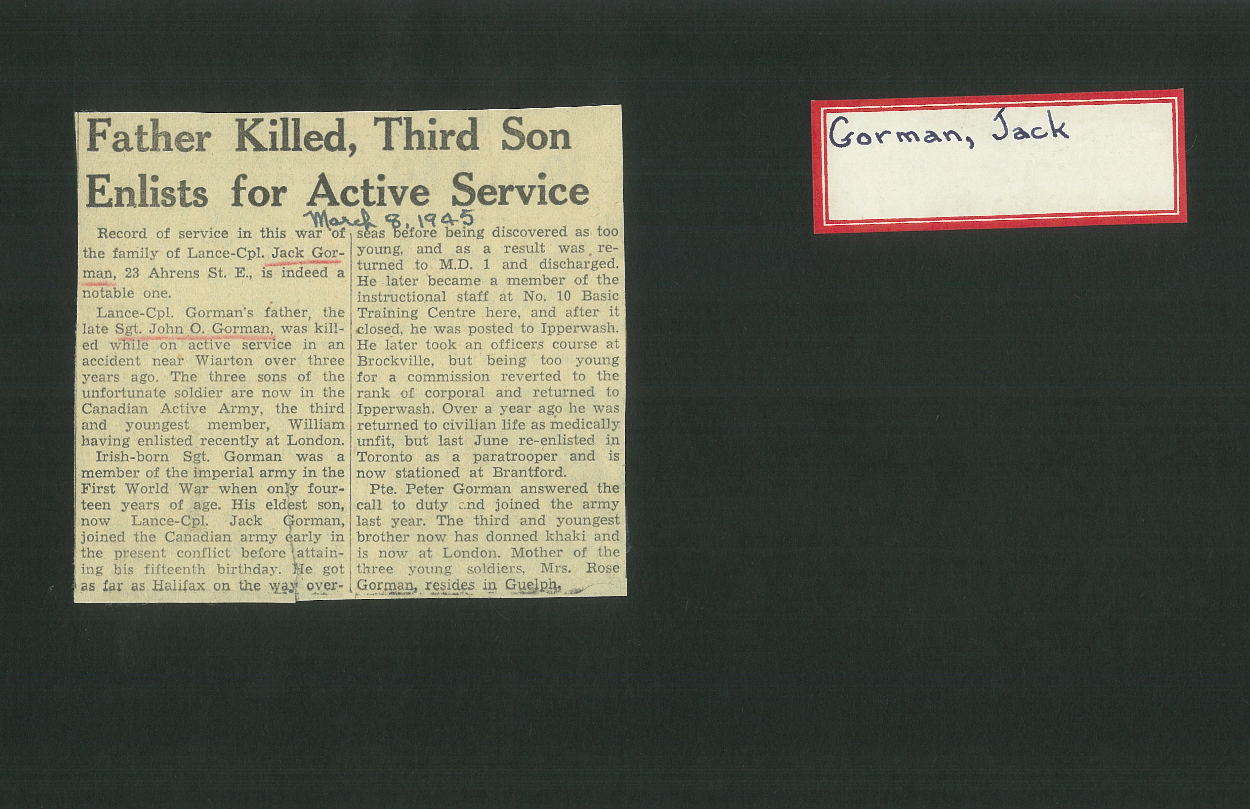 Father Killed, Third Son
Enlists for Active Service
March 8, 1945
Record of service in this war of
the family of Lance-Cpl. Jack Gor-
man, 23 Ahrens St. E., is indeed a
notable one.
Lance-Cpl. Gorman's father, the
late Sgt. John O. Gorman, was kill-
ed while on active service in an
accident near Wiarton over three
years ago. The three sons of the
unfortunate soldier are now in the
Canadian Active Army, the third
and youngest member, William
having enlisted recently at London.
Irish-born Sgt. Gorman was a
member of the imperial army in the
First World War when only four-
teen years of age. His eldest son,
now Lance-Cpl. Jack Gorman,
joined the Canadian army early in
the present conflict before attain-
ing his fifteenth birthday. He got
as far as Halifax on the way over-
seas before being discovered as too
young, and as a result was re-
turned to M.D. 1 and discharged.
He later became a member of the
instructional staff at No. 10 Basic
Training Centre here, and after it
closed, he was posted to Ipperwash.
He later took an officers course at
Brockville, but being too young
for a commission reverted to the
rank of corporal and returned to
Ipperwash. Over a year ago he was
returned to civilian life as medically
unfit, but last June re-enlisted in
Toronto as a paratrooper and is
now stationed at Brantford.
Pte. Peter Gorman answered the
call to duty and joined the army
last year. The third and youngest
brother now has donned khaki and
is now at London. Mother of the
three young soldiers, Mrs. Rose
Gorman, resides in Guelph.
Gorman, Jack